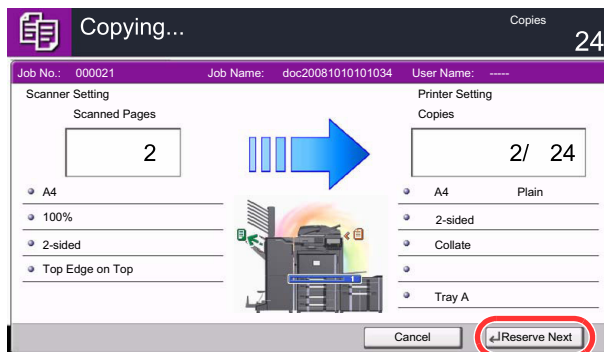 Copying...
Copies
24
Job No.: 000021 Job Name: doc20081010101034 User Name: -----
Scanner Setting
Printer Setting
Scanned Pages
Copies
2
2/ 24
A4
A4 Plain
100%
2-sided
2-sided
Collate
Top Edge on Top
Tray A
Cancel
Reserve Next